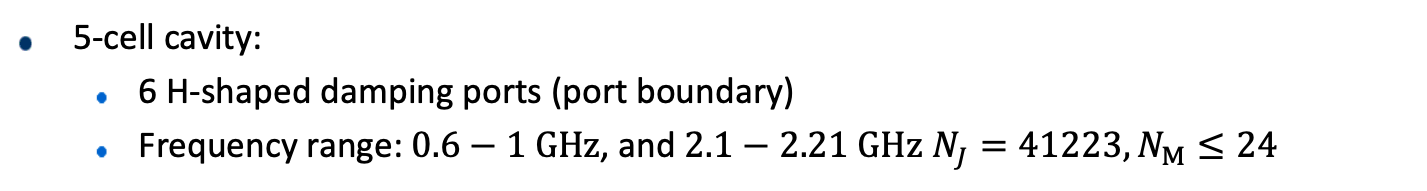 • 5-cell cavity:
• 6 H-shaped damping ports (port boundary)
• Frequency range: 0.6 − 1 GHz, and 2.1 − 2.21 GHz N_J = 41223, N_M ≤ 24